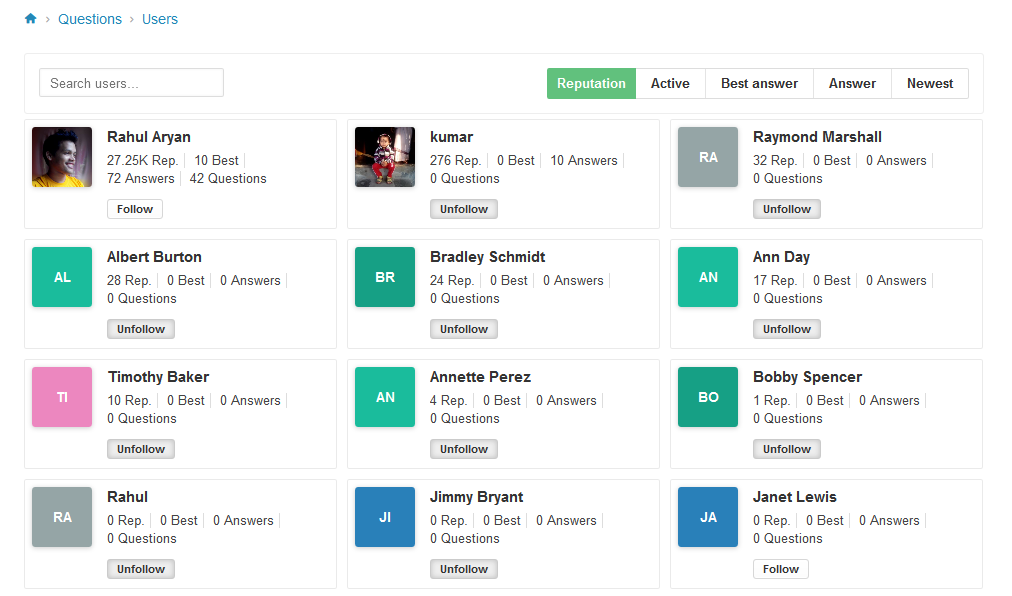 › Questions › Users
Search users...
Reputation Active Best answer Answer Newest
Rahul Aryan
27.25K Rep. 10 Best
72 Answers 42 Questions
Follow
kumar
276 Rep. 0 Best 10 Answers
0 Questions
Unfollow
RA
Raymond Marshall
32 Rep. 0 Best 0 Answers
0 Questions
Unfollow
AL
Albert Burton
28 Rep. 0 Best 0 Answers
0 Questions
Unfollow
BR
Bradley Schmidt
24 Rep. 0 Best 0 Answers
0 Questions
Unfollow
AN
Ann Day
17 Rep. 0 Best 0 Answers
0 Questions
Unfollow
TI
Timothy Baker
10 Rep. 0 Best 0 Answers
0 Questions
Unfollow
AN
Annette Perez
4 Rep. 0 Best 0 Answers
0 Questions
Unfollow
BO
Bobby Spencer
1 Rep. 0 Best 0 Answers
0 Questions
Unfollow
RA
Rahul
0 Rep. 0 Best 0 Answers
0 Questions
Unfollow
JI
Jimmy Bryant
0 Rep. 0 Best 0 Answers
0 Questions
Unfollow
JA
Janet Lewis
0 Rep. 0 Best 0 Answers
0 Questions
Follow